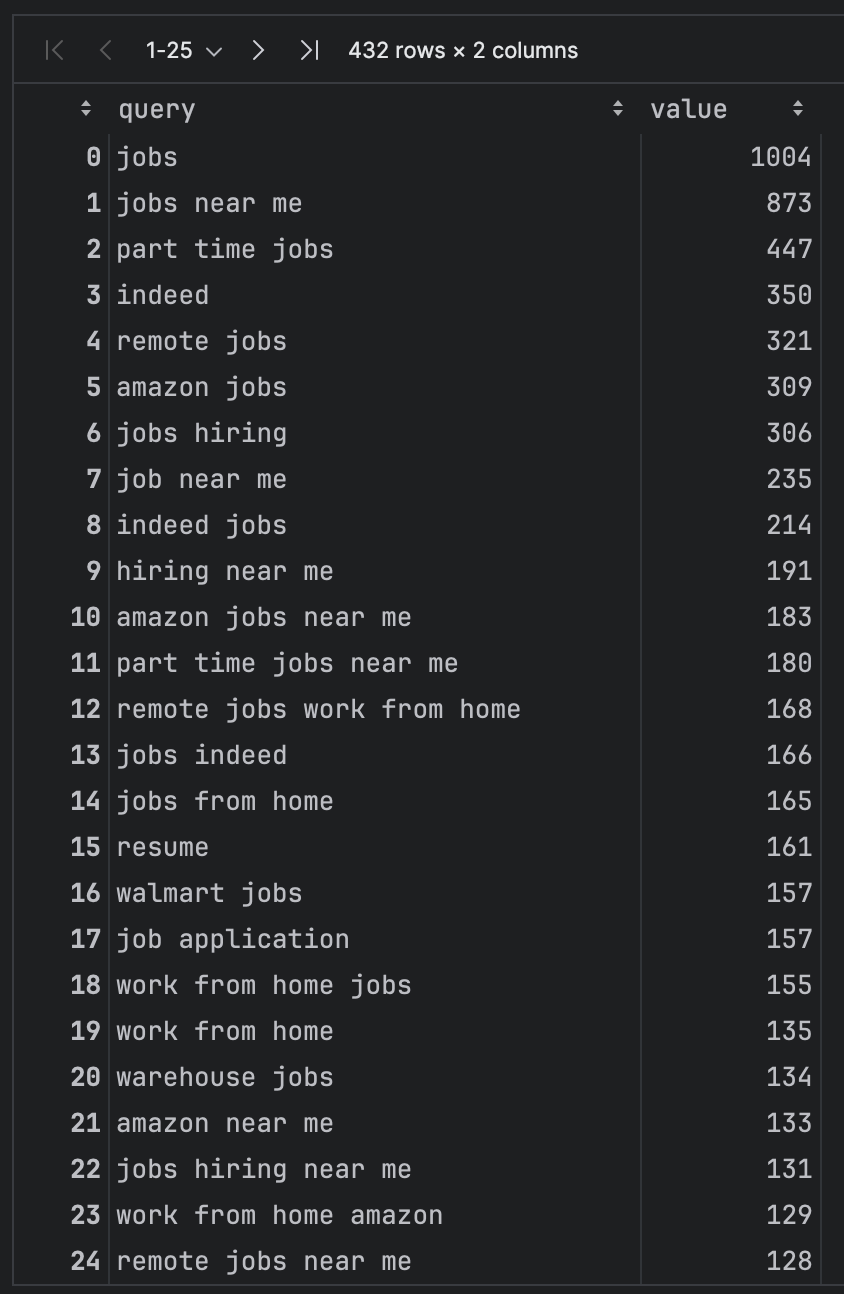 1-25 432 rows × 2 columns
query value
0 jobs 1004
1 jobs near me 873
2 part time jobs 447
3 indeed 350
4 remote jobs 321
5 amazon jobs 309
6 jobs hiring 306
7 job near me 235
8 indeed jobs 214
9 hiring near me 191
10 amazon jobs near me 183
11 part time jobs near me 180
12 remote jobs work from home 168
13 jobs indeed 166
14 jobs from home 165
15 resume 161
16 walmart jobs 157
17 job application 157
18 work from home jobs 155
19 work from home 135
20 warehouse jobs 134
21 amazon near me 133
22 jobs hiring near me 131
23 work from home amazon 129
24 remote jobs near me 128